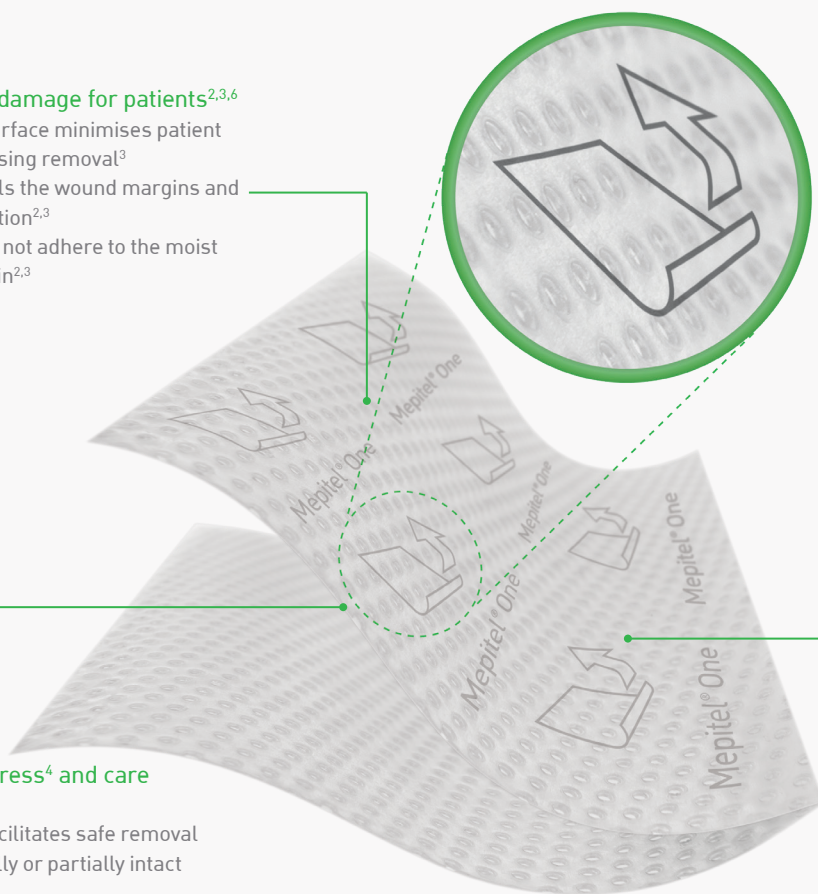 damage for patients2,3,6
rface minimises patient
sing removal3
ls the wound margins and
tion2,3
not adhere to the moist
in2,3
Mepitel® One
Mepitel® One
Mepitel® One
Mepitel® One
Mepitel® One
Mepitel® One
ress4 and care
cilitates safe removal
lly or partially intact